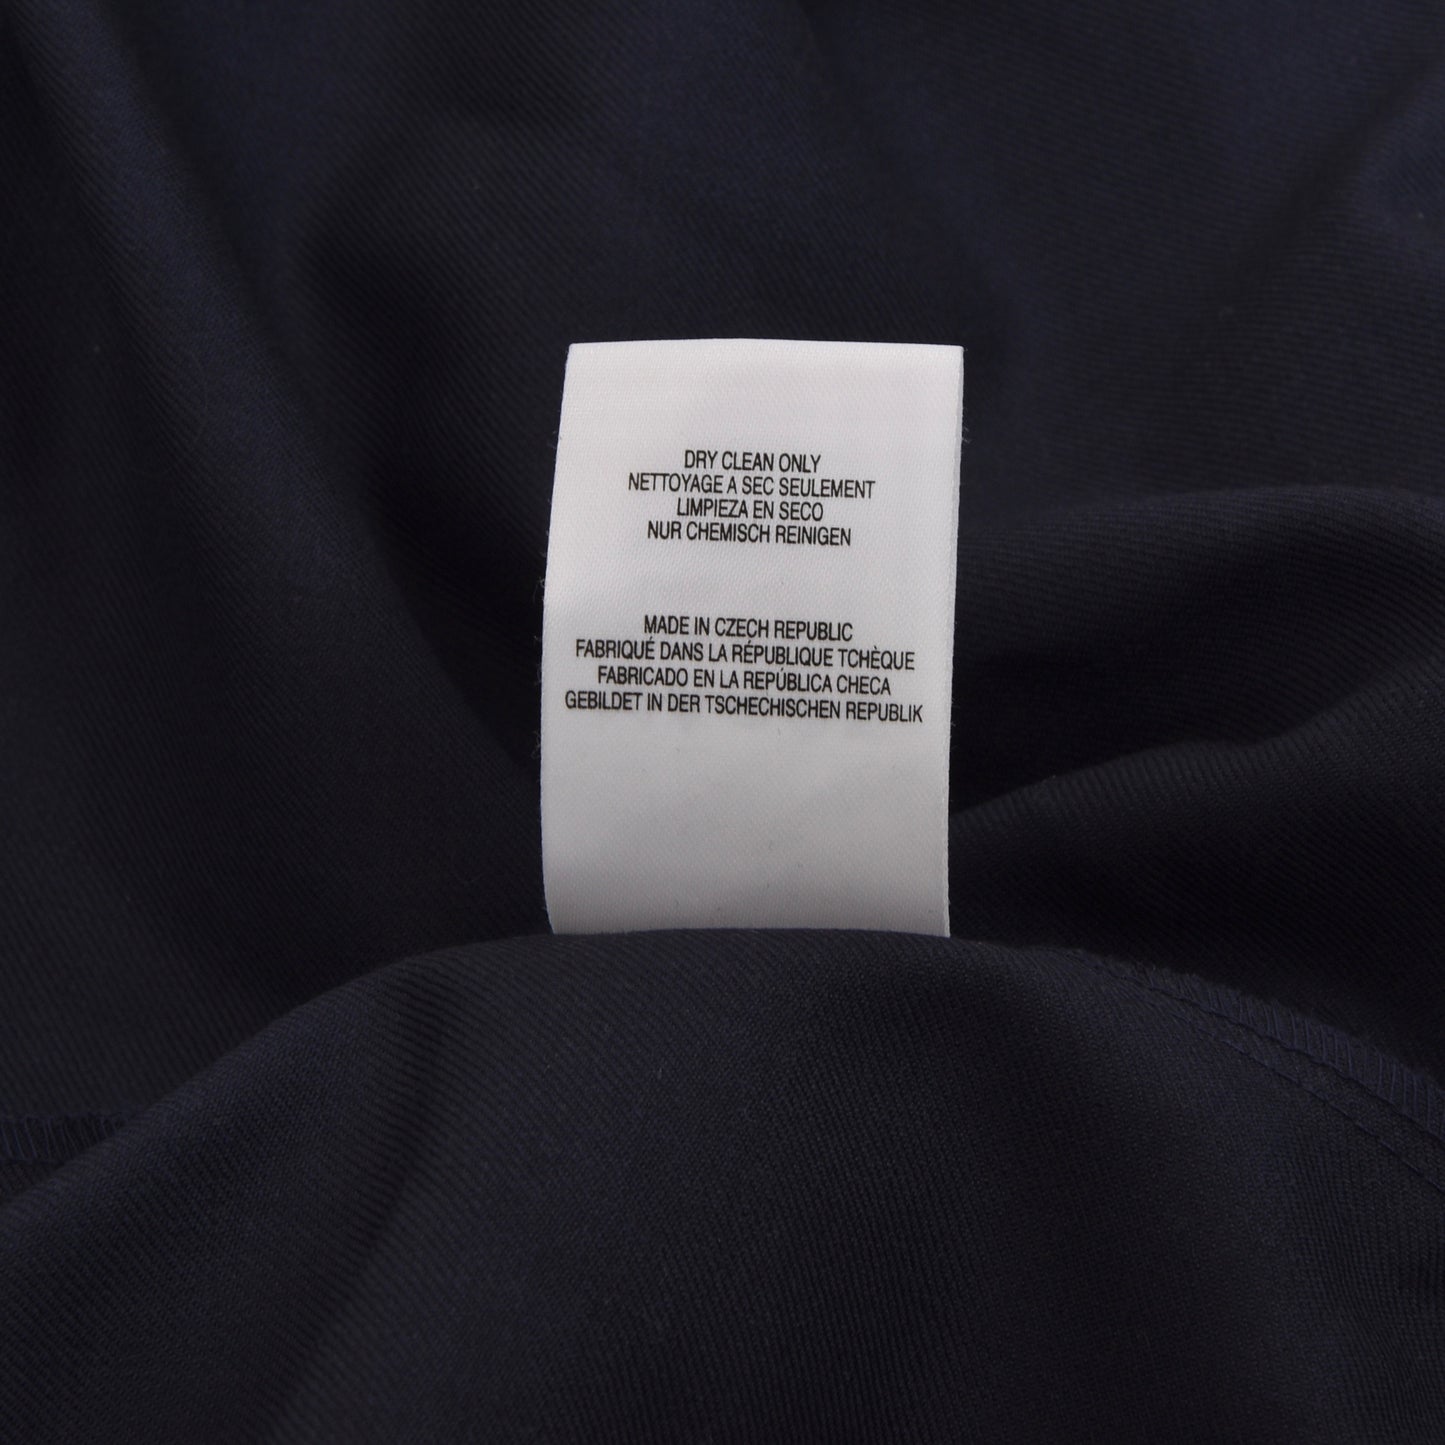 DRY CLEAN ONLY
NETTOYAGE A SEC SEULEMENT
LIMPIEZA EN SECO
NUR CHEMISCH REINIGEN
MADE IN CZECH REPUBLIC
FABRIQUÉ DANS LA RÉPUBLIQUE TCHÈQUE
FABRICADO EN LA REPÚBLICA CHECA
GEBILDET IN DER TSCHECHISCHEN REPUBLIK